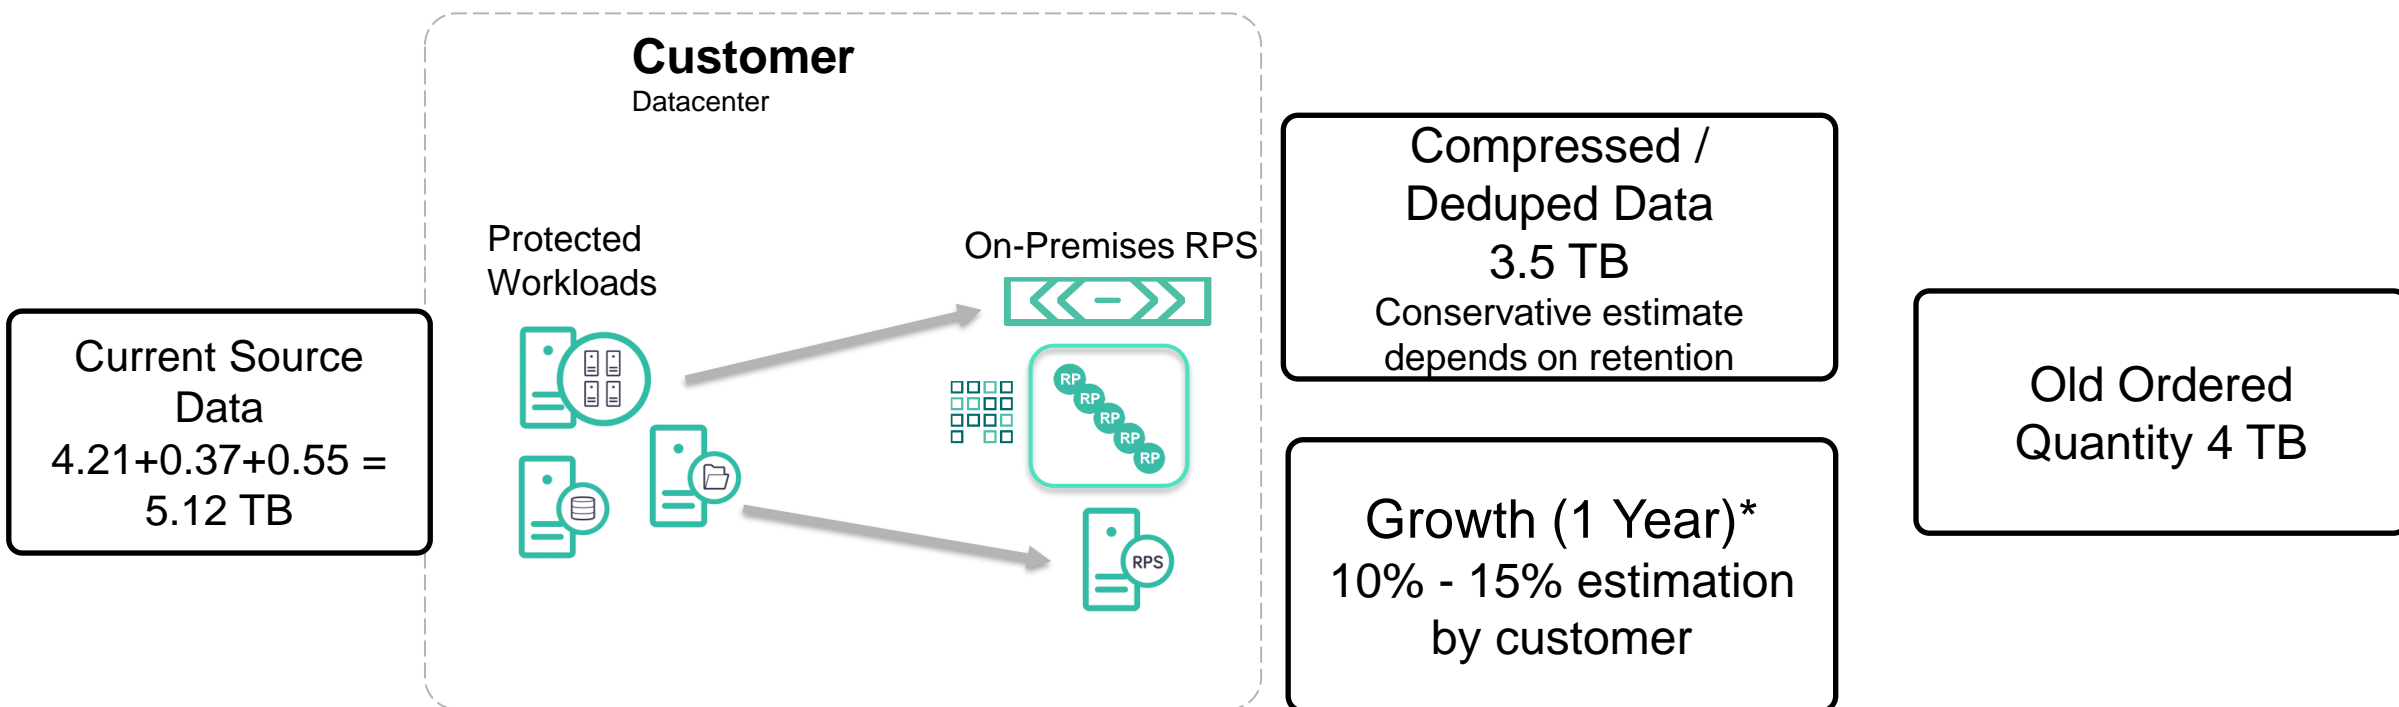 Customer
Datacenter
Protected
Workloads
On-Premises RPS
Current Source
Data
4.21+0.37+0.55 =
5.12 TB
RP
RP
RP
RP
RP
RPS
Compressed /
Deduped Data
3.5 TB
Conservative estimate
depends on retention
Growth (1 Year)*
10% - 15% estimation
by customer
Old Ordered
Quantity 4 TB